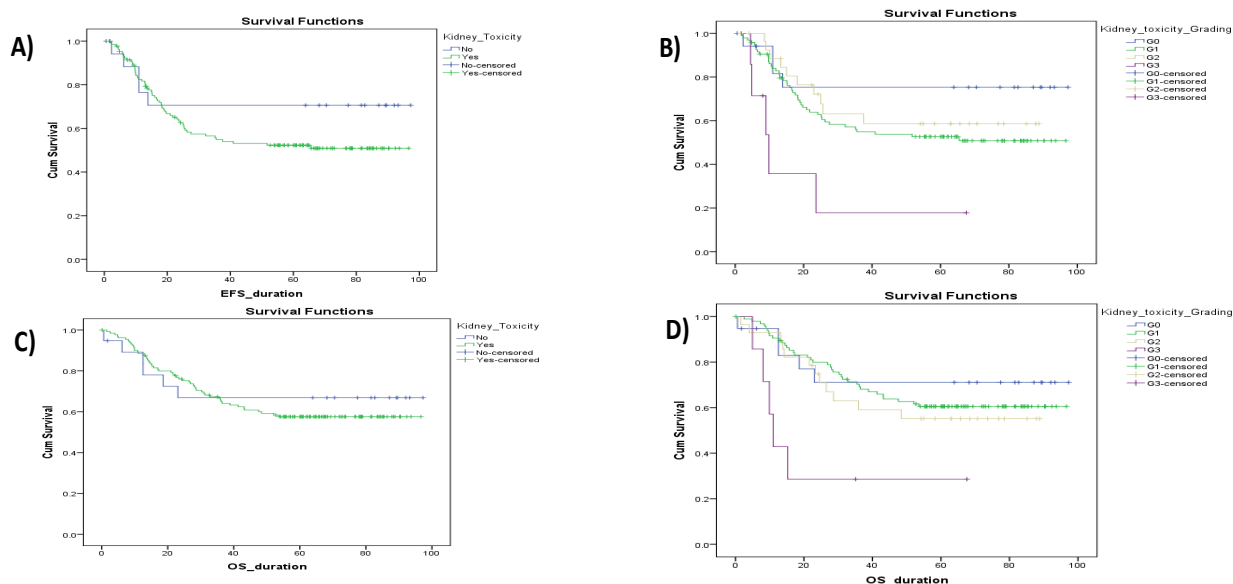 A)
Survival Functions
Cum Survival
1.0
0.8
0.6
0.4
0.2
0.0
0 20 40 60 80 100
EFS_duration
Kidney_Toxicity
No
Yes
No-censored
Yes-censored
B)
Survival Functions
Cum Survival
1.0
0.8
0.6
0.4
0.2
0.0
0 20 40 60 80 100
Kidney_toxicity_Grading
G0
G1
G2
G3
G0-censored
G1-censored
G2-censored
G3-censored
C)
Survival Functions
Cum Survival
1.0
0.8
0.6
0.4
0.2
0.0
0 20 40 60 80 100
OS_duration
Kidney_Toxicity
No
Yes
No-censored
Yes-censored
D)
Survival Functions
Cum Survival
1.0
0.8
0.6
0.4
0.2
0.0
0 20 40 60 80 100
OS_duration
Kidney_toxicity_Grading
G0
G1
G2
G3
G0-censored
G1-censored
G2-censored
G3-censored